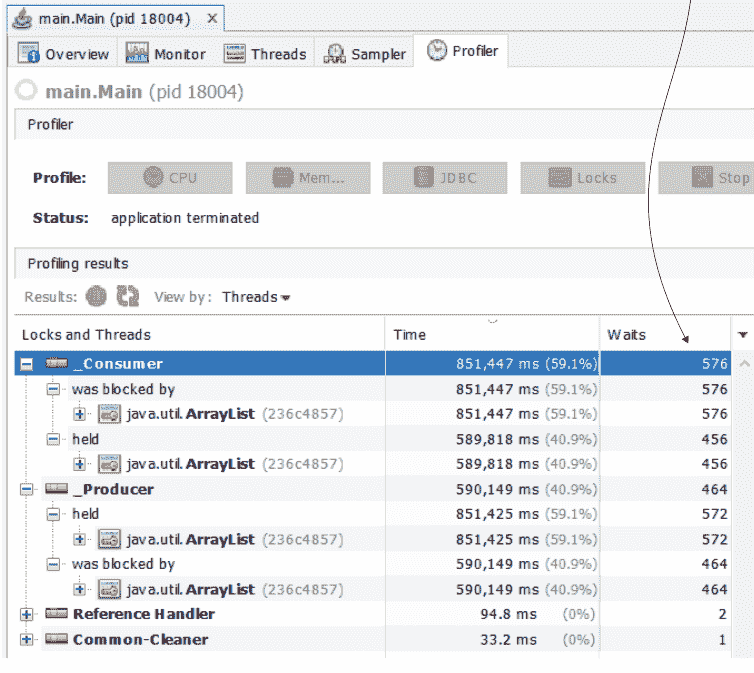 main.Main (pid 18004) ×
Overview Monitor Threads Sampler Profiler
main.Main (pid 18004)
Profiler
Profile: CPU Mem... JDBC Locks Stop
Status: application terminated
Profiling results
Results: View by: Threads
Locks and Threads Time Waits
_Consumer 851,447 ms (59.1%) 576
was blocked by 851,447 ms (59.1%) 576
java.util.ArrayList (236c4857) 851,447 ms (59.1%) 576
held 589,818 ms (40.9%) 456
java.util.ArrayList (236c4857) 589,818 ms (40.9%) 456
_Producer 590,149 ms (40.9%) 464
held 851,425 ms (59.1%) 572
java.util.ArrayList (236c4857) 851,425 ms (59.1%) 572
was blocked by 590,149 ms (40.9%) 464
java.util.ArrayList (236c4857) 590,149 ms (40.9%) 464
Reference Handler 94.8 ms (0%) 2
Common-Cleaner 33.2 ms (0%) 1